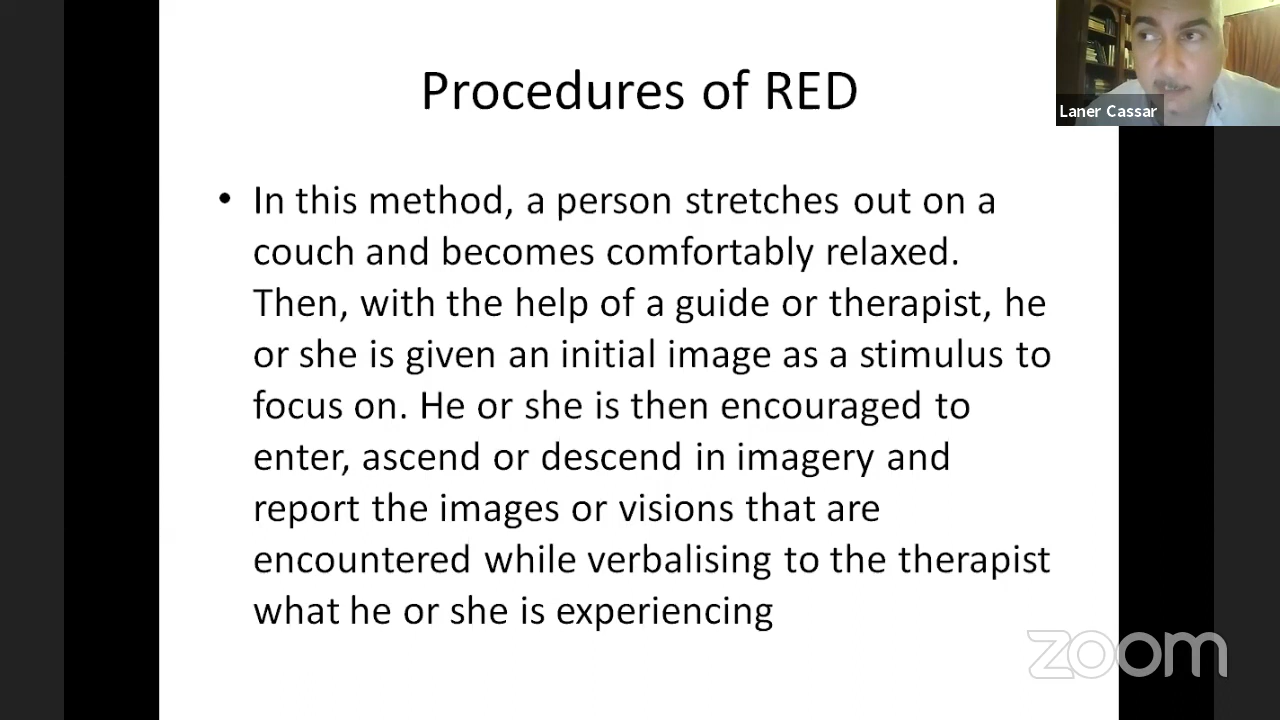 Procedures of RED
Laner Cassar
• In this method, a person stretches out on a
couch and becomes comfortably relaxed.
Then, with the help of a guide or therapist, he
or she is given an initial image as a stimulus to
focus on. He or she is then encouraged to
enter, ascend or descend in imagery and
report the images or visions that are
encountered while verbalising to the therapist
what he or she is experiencing
zoom